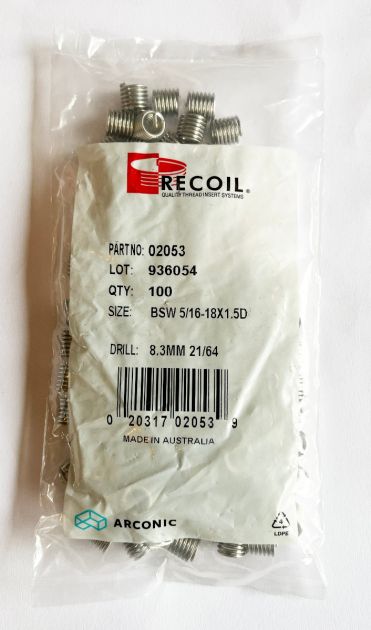 RECOIL®
QUALITY THREAD INSERT SYSTEMS
PART NO: 02053
LOT: 936054
QTY: 100
SIZE: BSW 5/16-18X1.5D
DRILL: 8.3MM 21/64
0 20317 02053 9
MADE IN AUSTRALIA
ARCONIC
4
LDPE